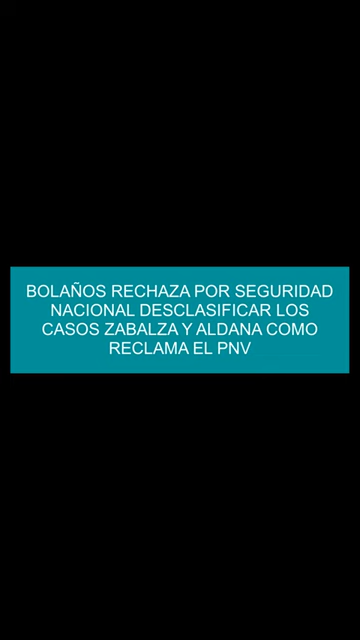 BOLAÑOS RECHAZA POR SEGURIDAD
NACIONAL DESCLASIFICAR LOS
CASOS ZABALZA Y ALDANA COMO
RECLAMA EL PNV